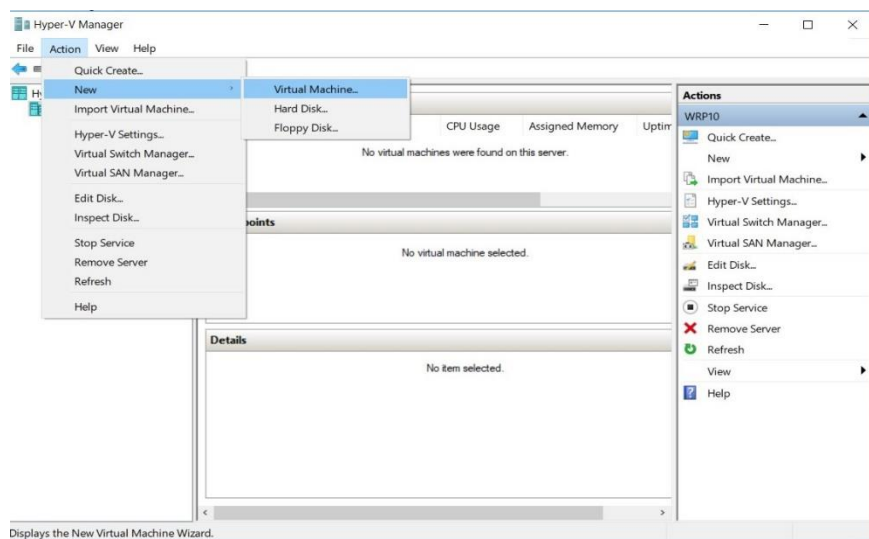 Hyper-V Manager
File Action View Help
Quick Create...
New
Import Virtual Machine...
Hyper-V Settings...
Virtual Switch Manager...
Virtual SAN Manager...
Edit Disk...
Inspect Disk...
Stop Service
Remove Server
Refresh
Help
Virtual Machine...
Hard Disk...
Floppy Disk...
CPU Usage Assigned Memory Uptim
No virtual machines were found on this server.
oints
No virtual machine selected.
Details
No item selected.
Actions
WRP10
Quick Create...
New
Import Virtual Machine...
Hyper-V Settings...
Virtual Switch Manager...
Virtual SAN Manager...
Edit Disk...
Inspect Disk...
Stop Service
Remove Server
Refresh
View
Help
Displays the New Virtual Machine Wizard.